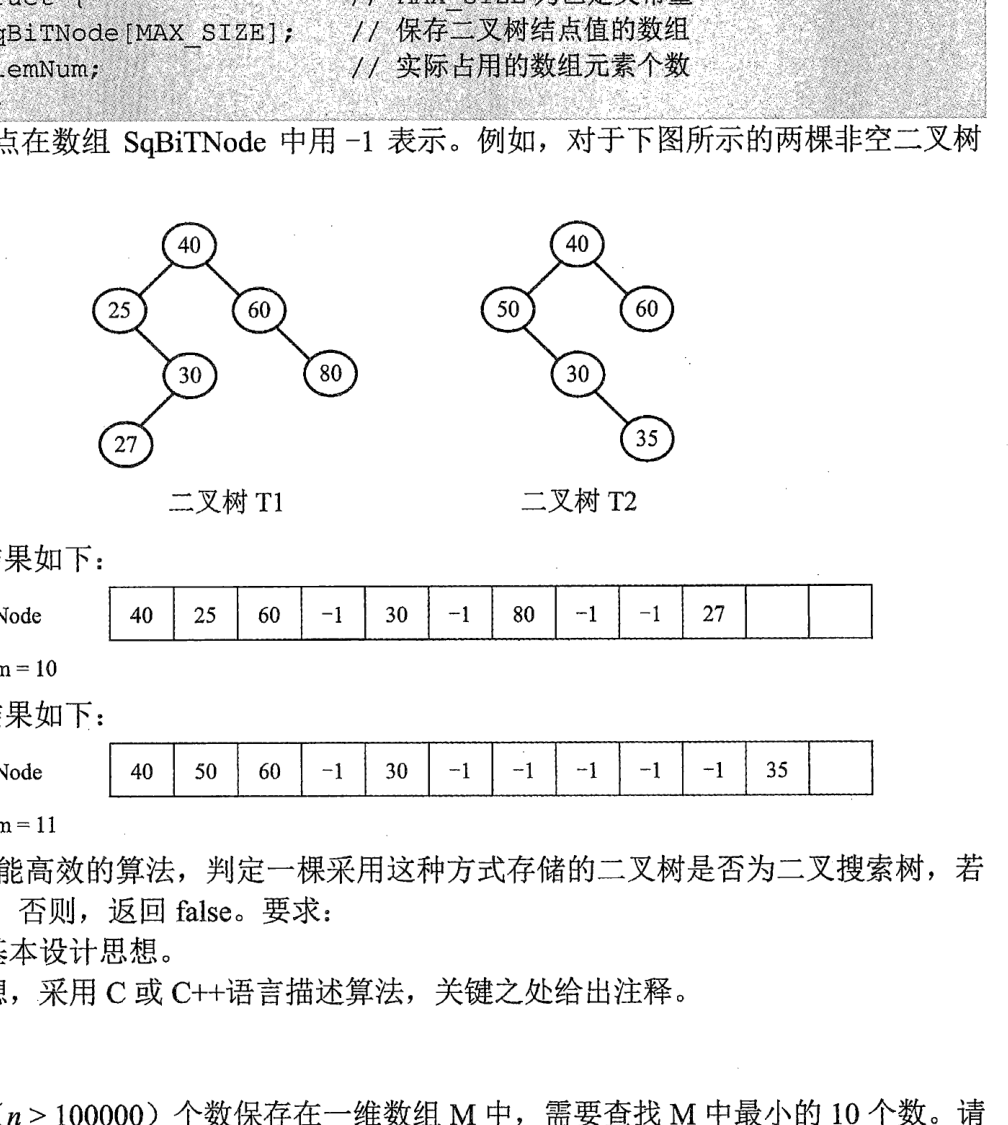 // MAX_SIZE为已定义常量
qBiTNode[MAX_SIZE]; // 保存二叉树结点值的数组
emNum; // 实际占用的数组元素个数
点在数组 SqBiTNode 中用 -1 表示。例如，对于下图所示的两棵非空二叉树
40
40
25
60
50
60
30
80
30
27
35
二叉树 T1
二叉树 T2
果如下：
Node 40 25 60 -1 30 -1 80 -1 -1 27
m = 10
果如下：
Node 40 50 60 -1 30 -1 -1 -1 -1 -1 35
m = 11
能高效的算法，判定一棵采用这种方式存储的二叉树是否为二叉搜索树，若
否则，返回 false。要求：
基本设计思想。
想，采用 C 或 C++语言描述算法，关键之处给出注释。
（n > 100000）个数保存在一维数组 M 中，需要查找 M 中最小的 10 个数。请